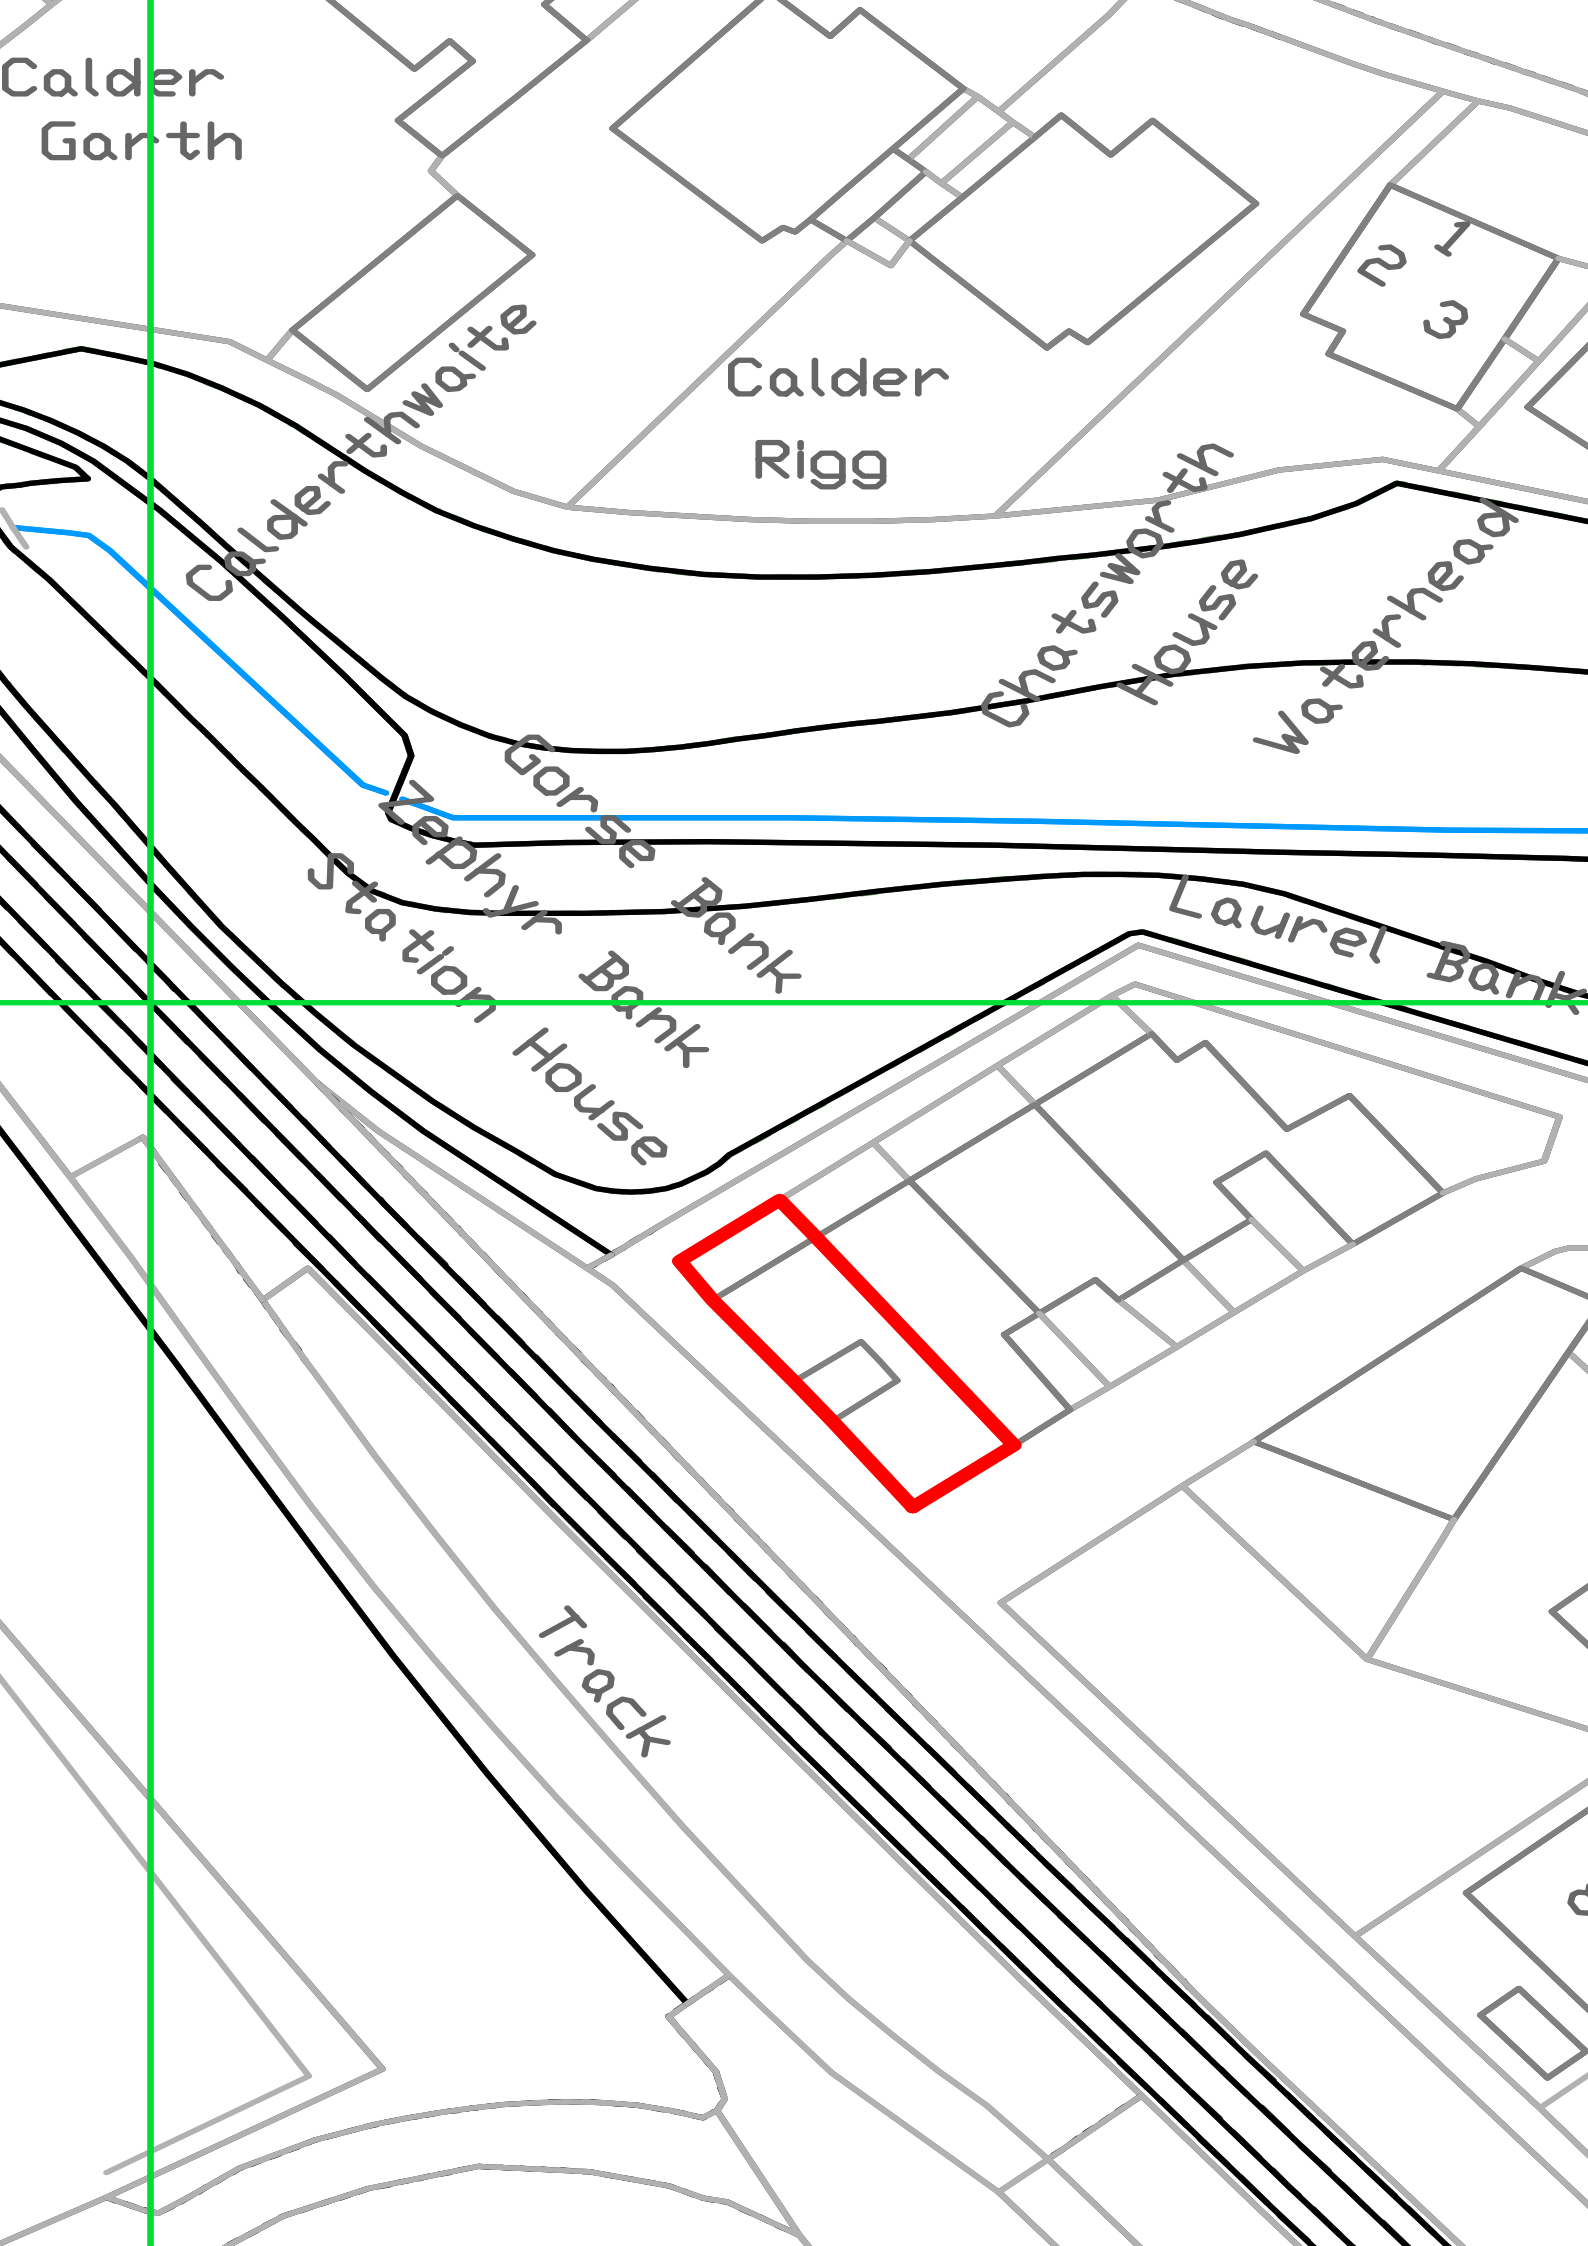 Calder
Garth
1
2
3
Calderthwaite
Calder
Rigg
Chatsworth
House
Waterhead
Gorse Bank
Zephyr Bank
Station House
Laurel Bank
Track